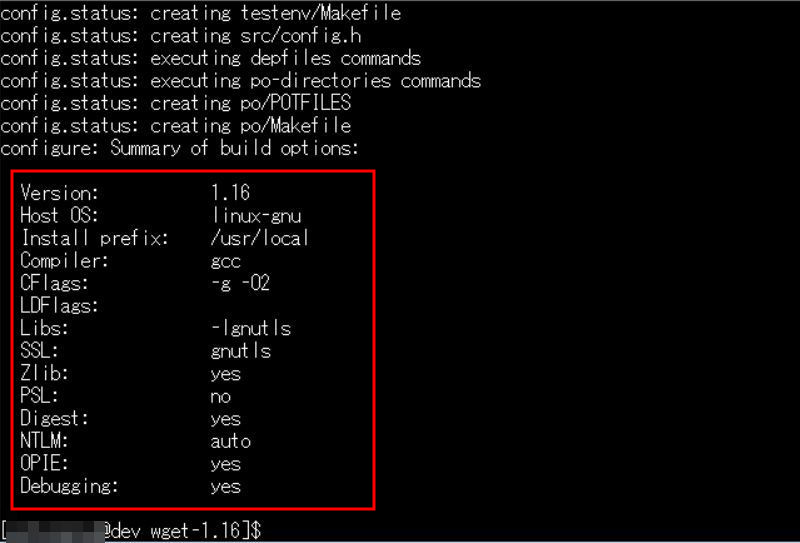 config.status: creating testenv/Makefile
config.status: creating src/config.h
config.status: executing depfiles commands
config.status: executing po-directories commands
config.status: creating po/POTFILES
config.status: creating po/Makefile
configure: Summary of build options:
Version: 1.16
Host OS: linux-gnu
Install prefix: /usr/local
Compiler: gcc
CFlags: -g -O2
LDFlags:
Libs: -lgnutls
SSL: gnutls
Zlib: yes
PSL: no
Digest: yes
NTLM: auto
OPIE: yes
Debugging: yes
[@dev wget-1.16]$